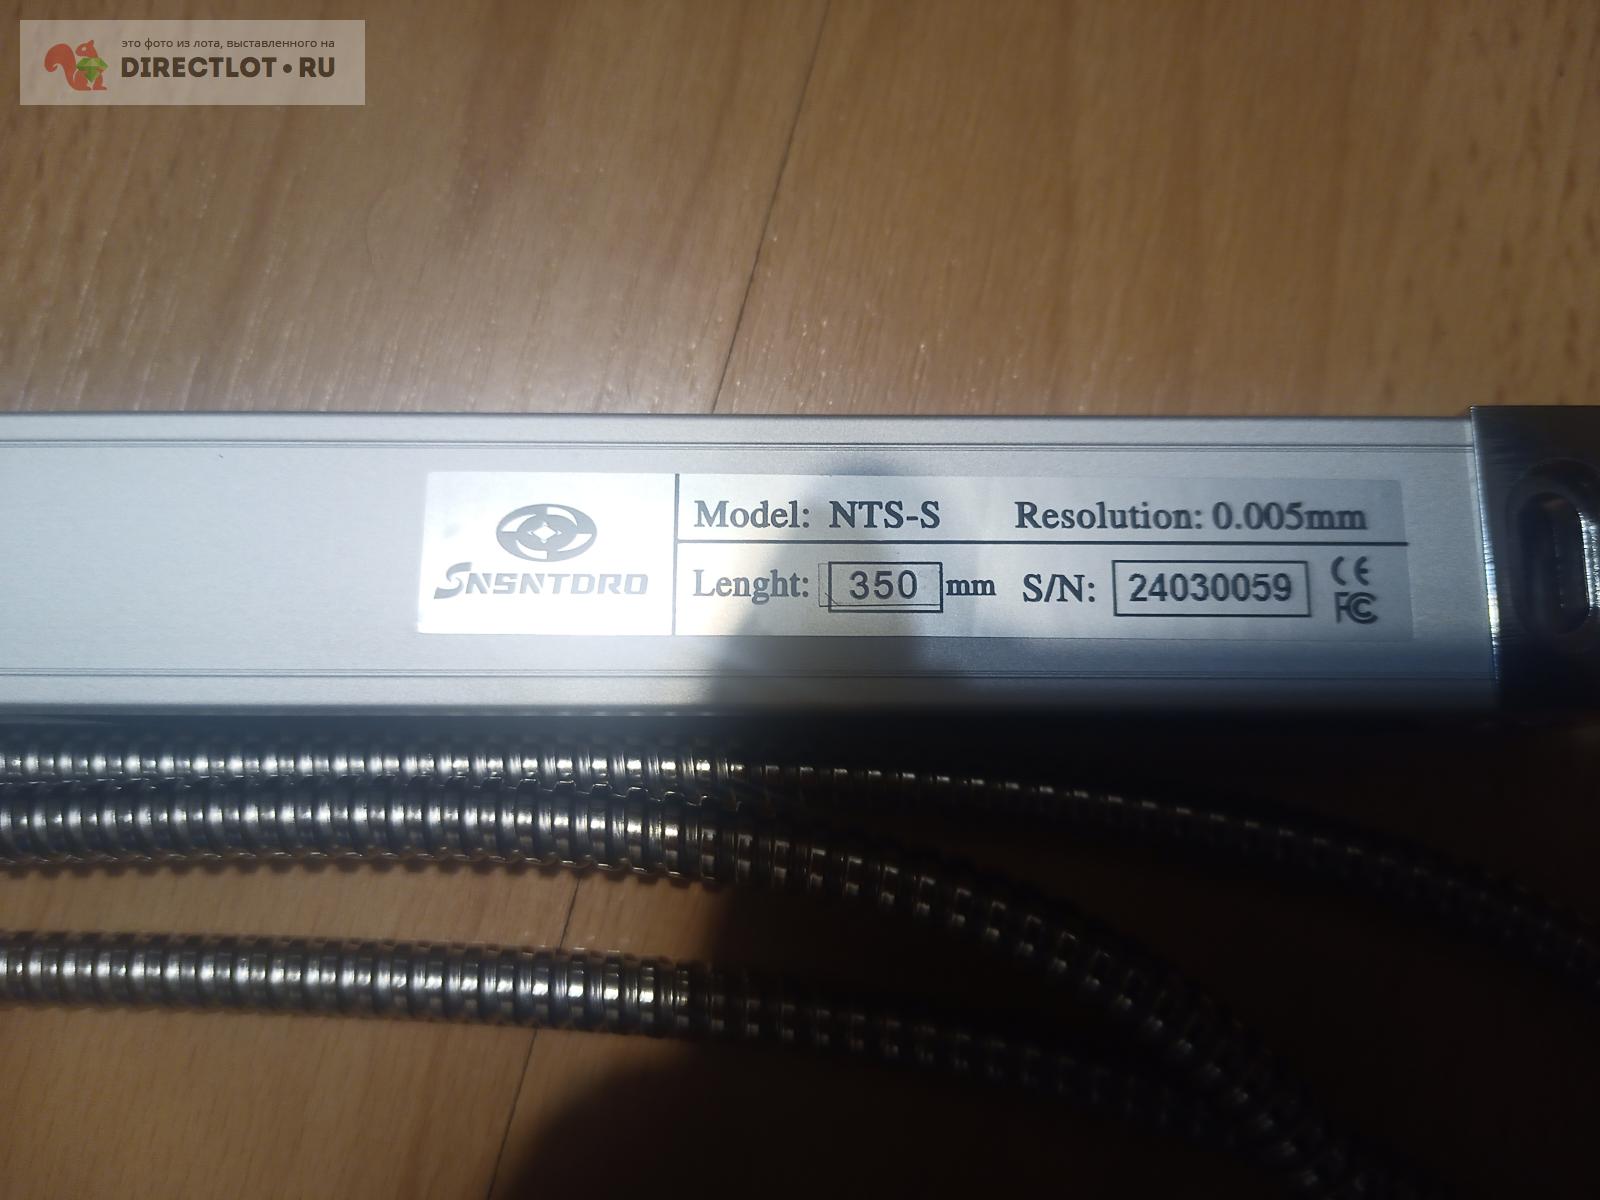 это фото из лота, выставленного на
DIRECTLOT•RU
Model: NTS-S Resolution: 0.005mm
SNSNTDRO
Lenght: 350 mm S/N: 24030059 CE
FC